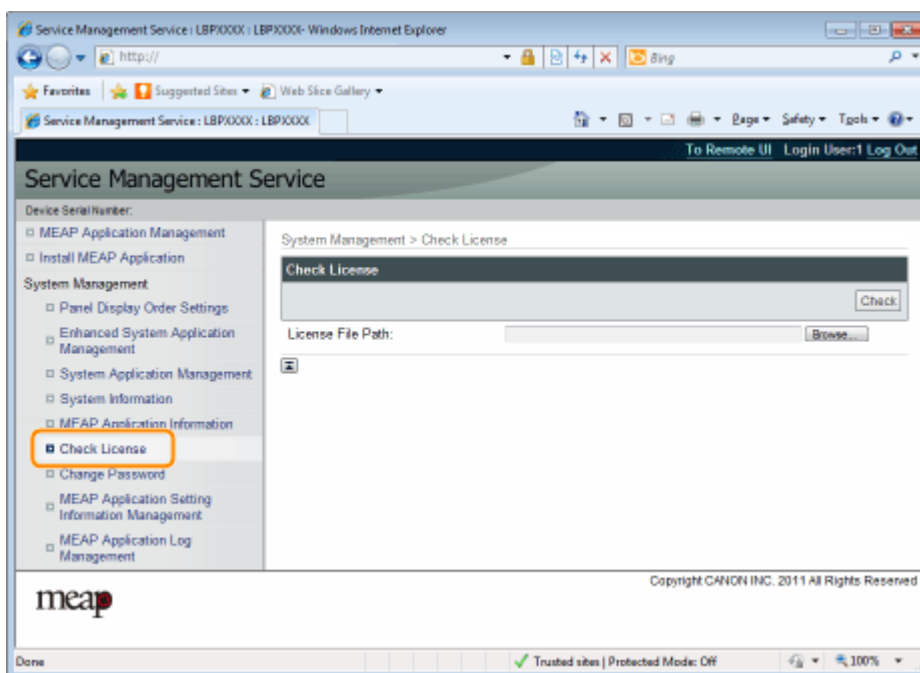 Service Management Service : LBPXXXX : LBPXXXX- Windows Internet Explorer
http://
Bing
Favorites Suggested Sites Web Slice Gallery
Service Management Service : LBPXXXX : LBPXXXX
Page Safety Tools
To Remote UI Login User:1 Log Out
Service Management Service
Device Serial Number:
MEAP Application Management
Install MEAP Application
System Management
Panel Display Order Settings
Enhanced System Application
Management
System Application Management
System Information
MEAP Application Information
Check License
Change Password
MEAP Application Setting
Information Management
MEAP Application Log
Management
System Management > Check License
Check License
Check
License File Path:
Browse...
Copyright CANON INC. 2011 All Rights Reserved
meap
Done
Trusted sites | Protected Mode: Off
100%